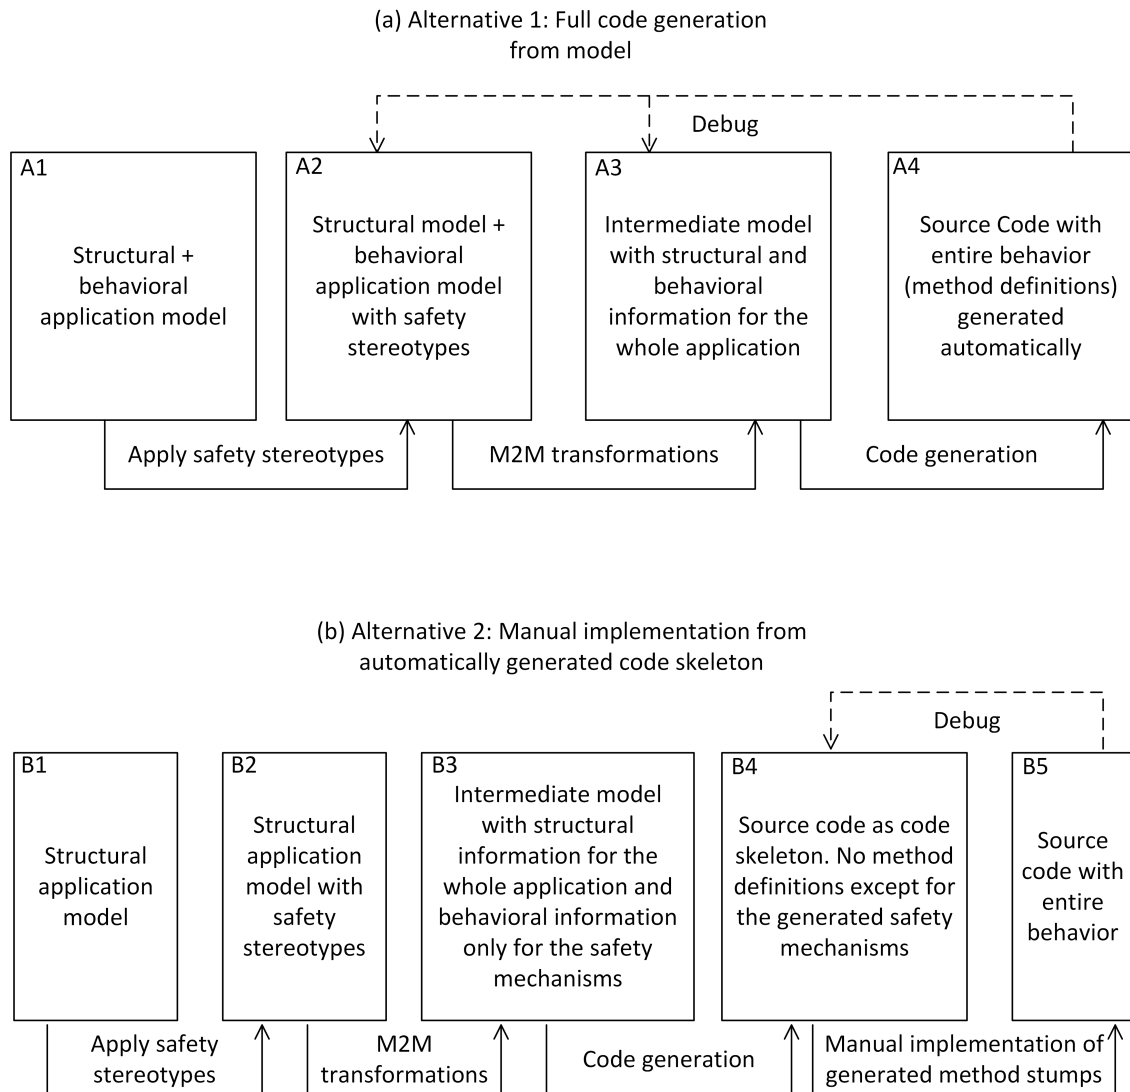 (a) Alternative 1: Full code generation
from model
Debug
A1
Structural +
behavioral
application model
A2
Structural model +
behavioral
application model
with safety
stereotypes
A3
Intermediate model
with structural and
behavioral
information for the
whole application
A4
Source Code with
entire behavior
(method definitions)
generated
automatically
Apply safety stereotypes
M2M transformations
Code generation
(b) Alternative 2: Manual implementation from
automatically generated code skeleton
Debug
B1
Structural
application
model
B2
Structural
application
model with
safety
stereotypes
B3
Intermediate model
with structural
information for the
whole application and
behavioral information
only for the safety
mechanisms
B4
Source code as code
skeleton. No method
definitions except for
the generated safety
mechanisms
B5
Source
code with
entire
behavior
Apply safety
stereotypes
M2M
transformations
Code generation
Manual implementation of
generated method stumps